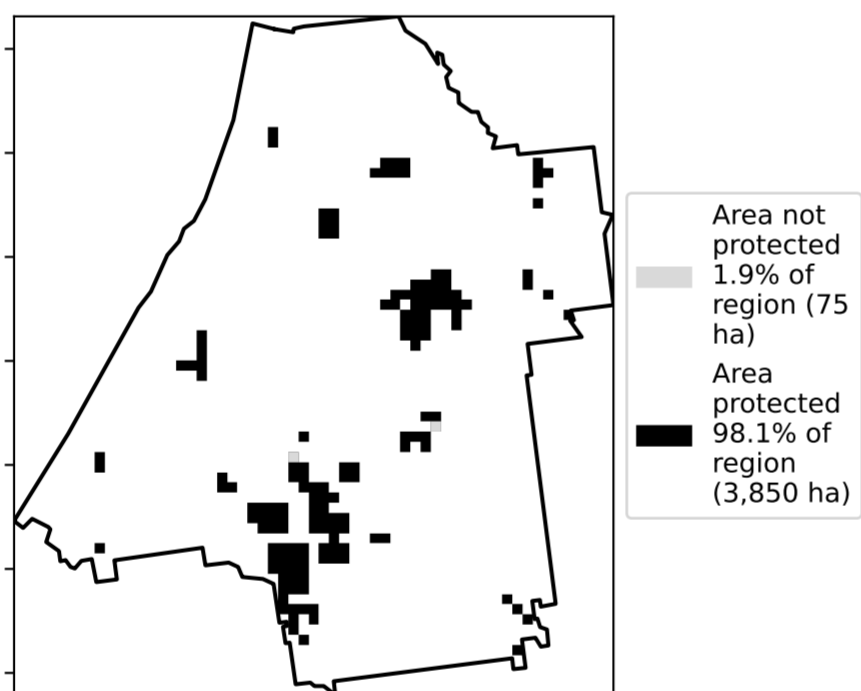 Area not
protected
1.9% of
region (75
ha)
Area
protected
98.1% of
region
(3,850 ha)